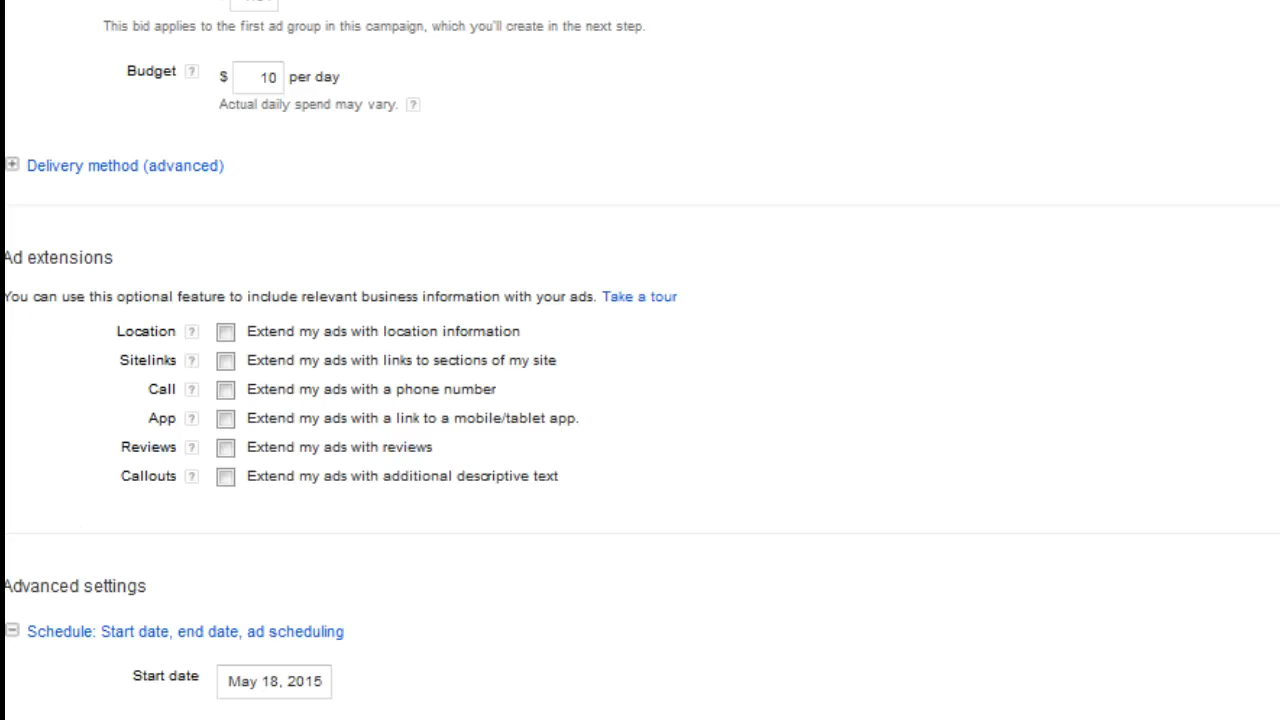 This bid applies to the first ad group in this campaign, which you'll create in the next step.
Budget ? $ 10 per day
Actual daily spend may vary. ?
Delivery method (advanced)
Ad extensions
You can use this optional feature to include relevant business information with your ads. Take a tour
Location ? Extend my ads with location information
Sitelinks ? Extend my ads with links to sections of my site
Call ? Extend my ads with a phone number
App ? Extend my ads with a link to a mobile/tablet app.
Reviews ? Extend my ads with reviews
Callouts ? Extend my ads with additional descriptive text
Advanced settings
Schedule: Start date, end date, ad scheduling
Start date May 18, 2015